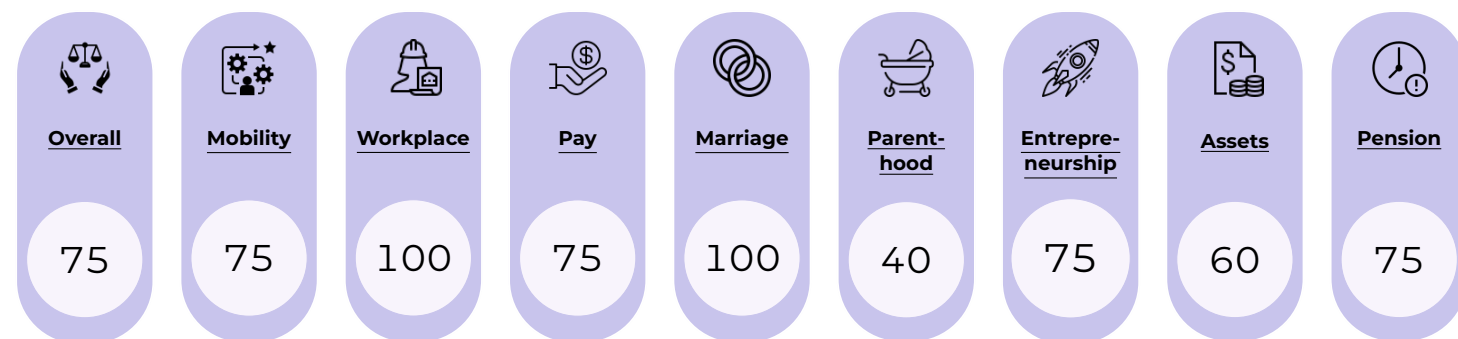 Overall
Mobility
Workplace
Pay
Marriage
Parent-
hood
Entrepre-
neurship
Assets
Pension
75
75
100
75
100
40
75
60
75